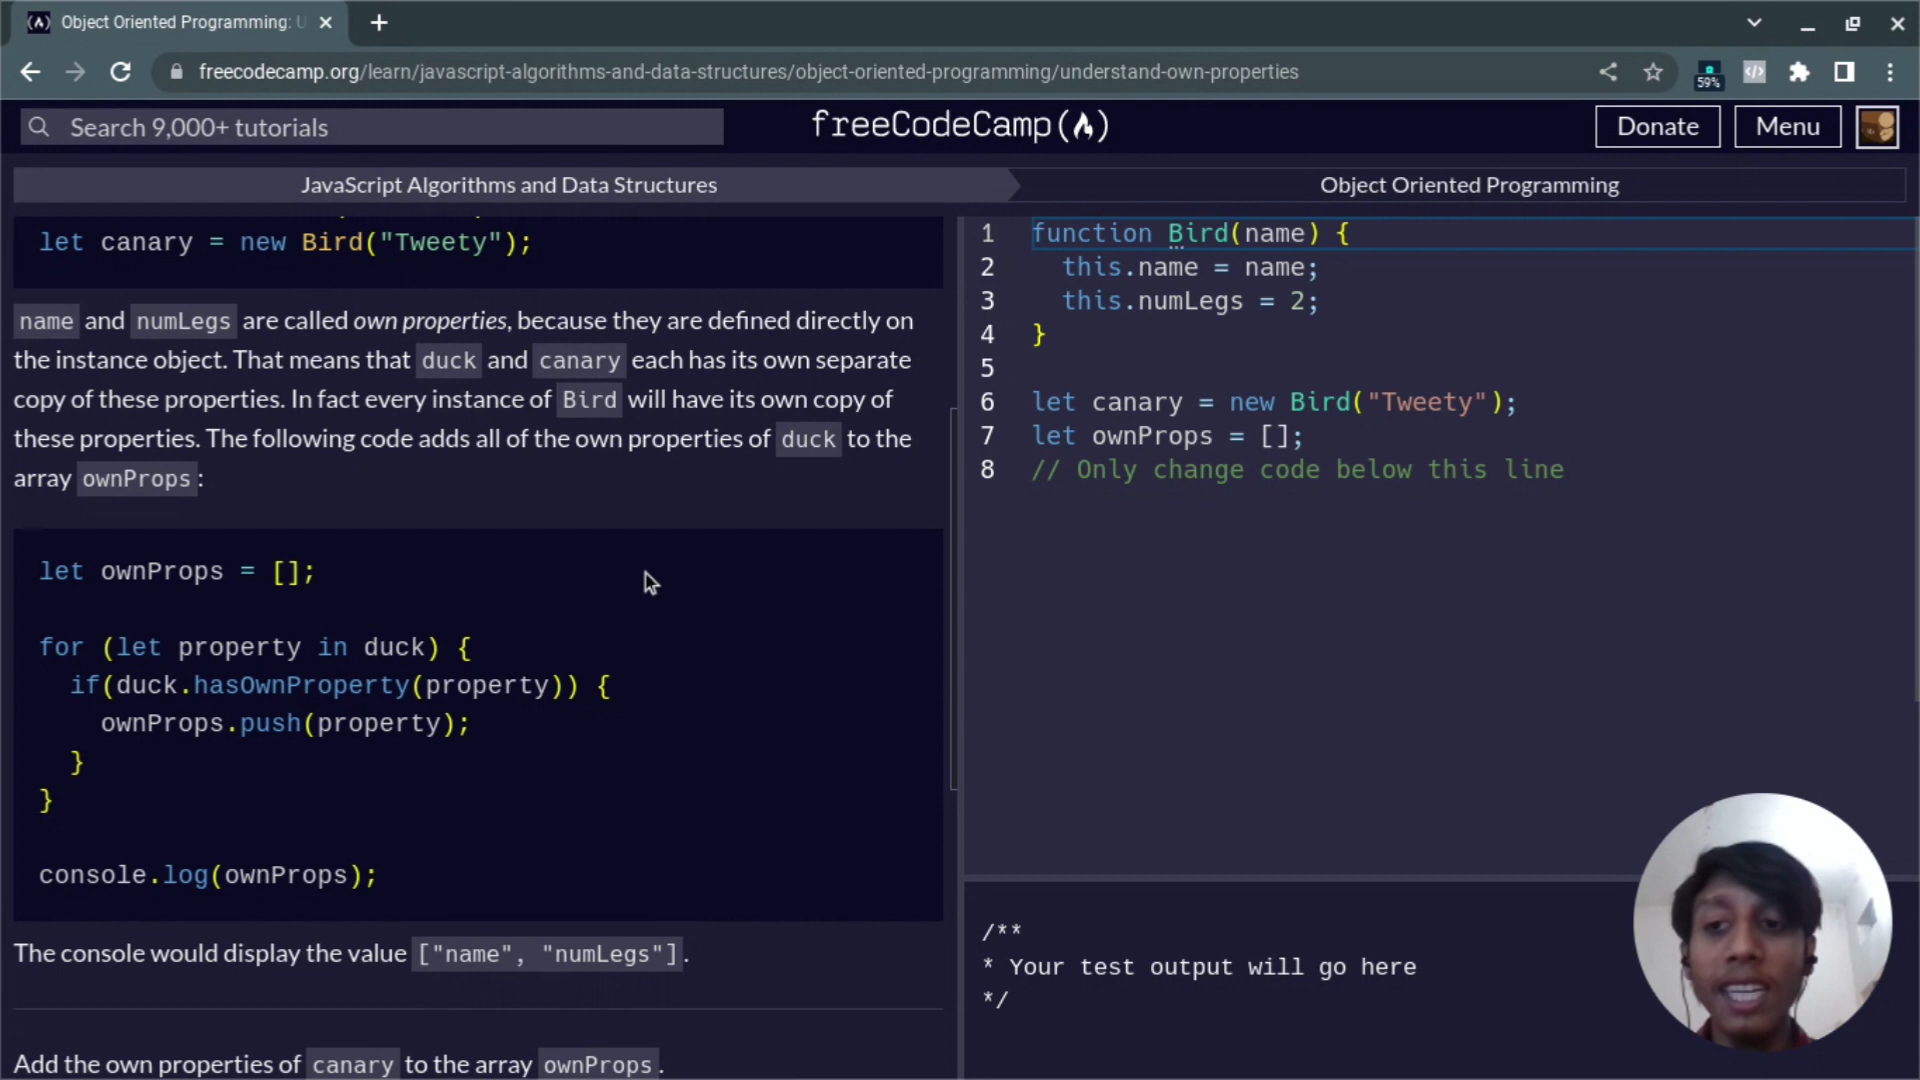 Object Oriented Programming: U
59%
freecodecamp.org/learn/javascript-algorithms-and-data-structures/object-oriented-programming/understand-own-properties
Search 9,000+ tutorials
freeCodeCamp
Donate
Menu
JavaScript Algorithms and Data Structures
Object Oriented Programming
let canary = new Bird("Tweety");
name and numLegs are called own properties, because they are defined directly on
the instance object. That means that duck and canary each has its own separate
copy of these properties. In fact every instance of Bird will have its own copy of
these properties. The following code adds all of the own properties of duck to the
array ownProps:
let ownProps = [];
for (let property in duck) {
if(duck.hasOwnProperty(property)) {
ownProps.push(property);
}
}
console.log(ownProps);
The console would display the value ["name", "numLegs"].
Add the own properties of canary to the array ownProps.
1 function Bird(name) {
2 this.name = name;
3 this.numLegs = 2;
4 }
5
6 let canary = new Bird("Tweety");
7 let ownProps = [];
8 // Only change code below this line
/**
* Your test output will go here
*/